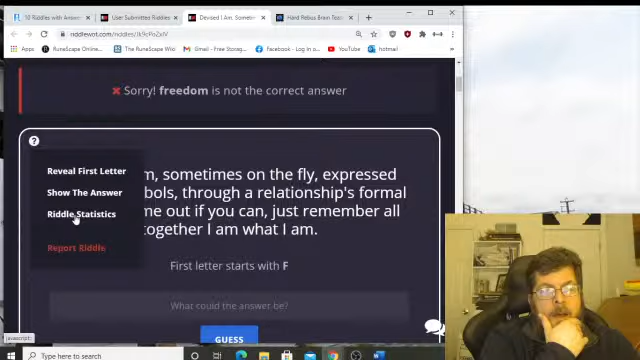 10 Riddles with Answer
User Submitted Riddles
Devised I Am, Someti
Hard Rebus Brain Teas
riddlewot.com/riddles/
RuneScape Online...
The RuneScape Wiki
Gmail - Free Storag...
Facebook - Log In o...
YouTube
hotmail
Sorry! freedom is not the correct answer
Reveal First Letter
Show The Answer
Riddle Statistics
Report Riddle
m, sometimes on the fly, expressed
bols, through a relationship's formal
me out if you can, just remember all
together I am what I am.
First letter starts with F
What could the answer be?
GUESS
javascript:
Type here to search